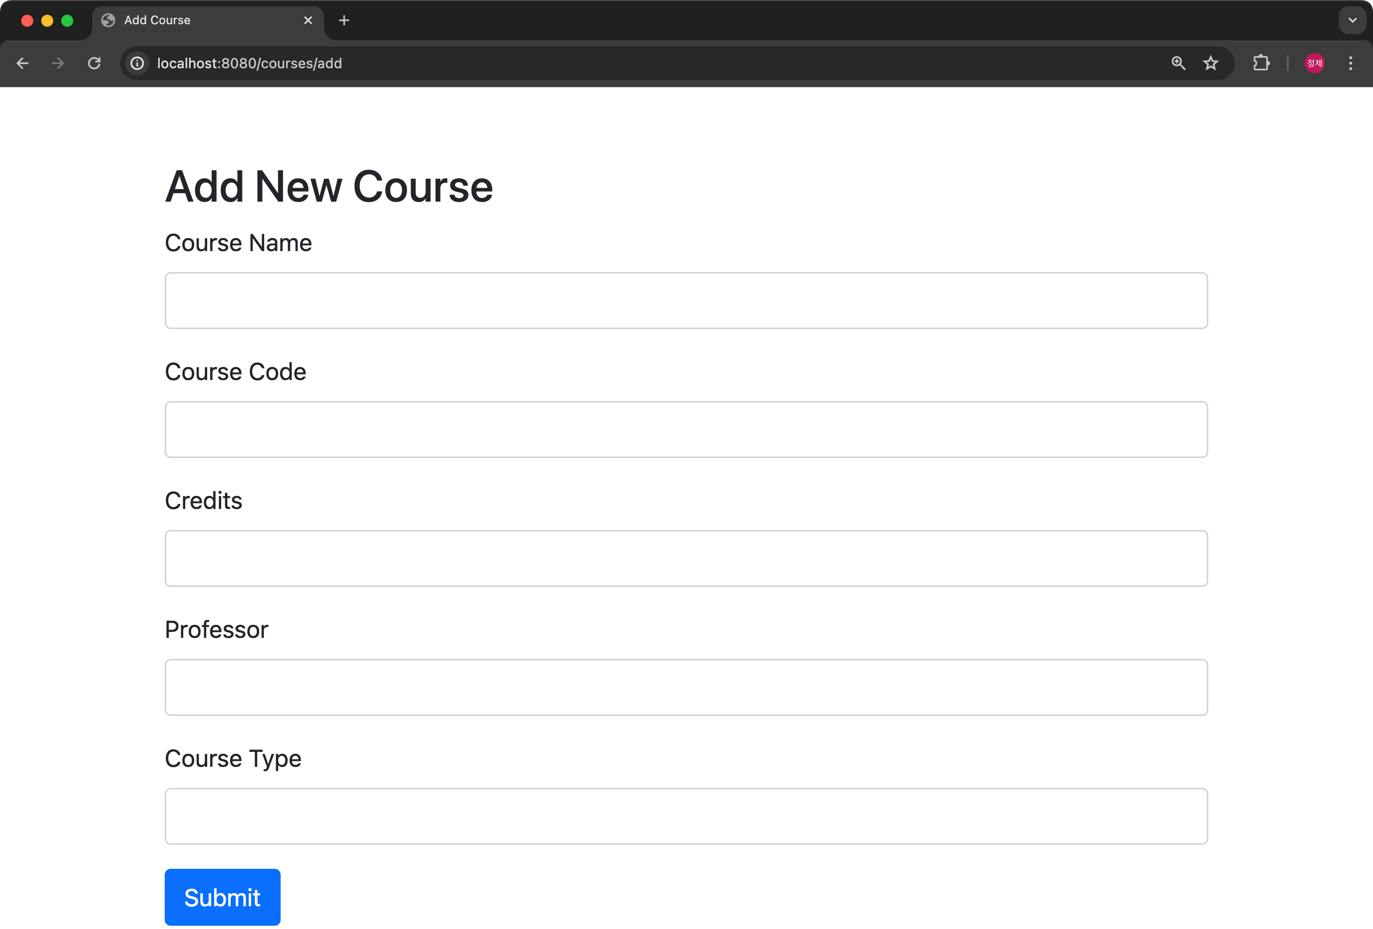 Add Course
localhost:8080/courses/add
정제
Add New Course
Course Name
Course Code
Credits
Professor
Course Type
Submit